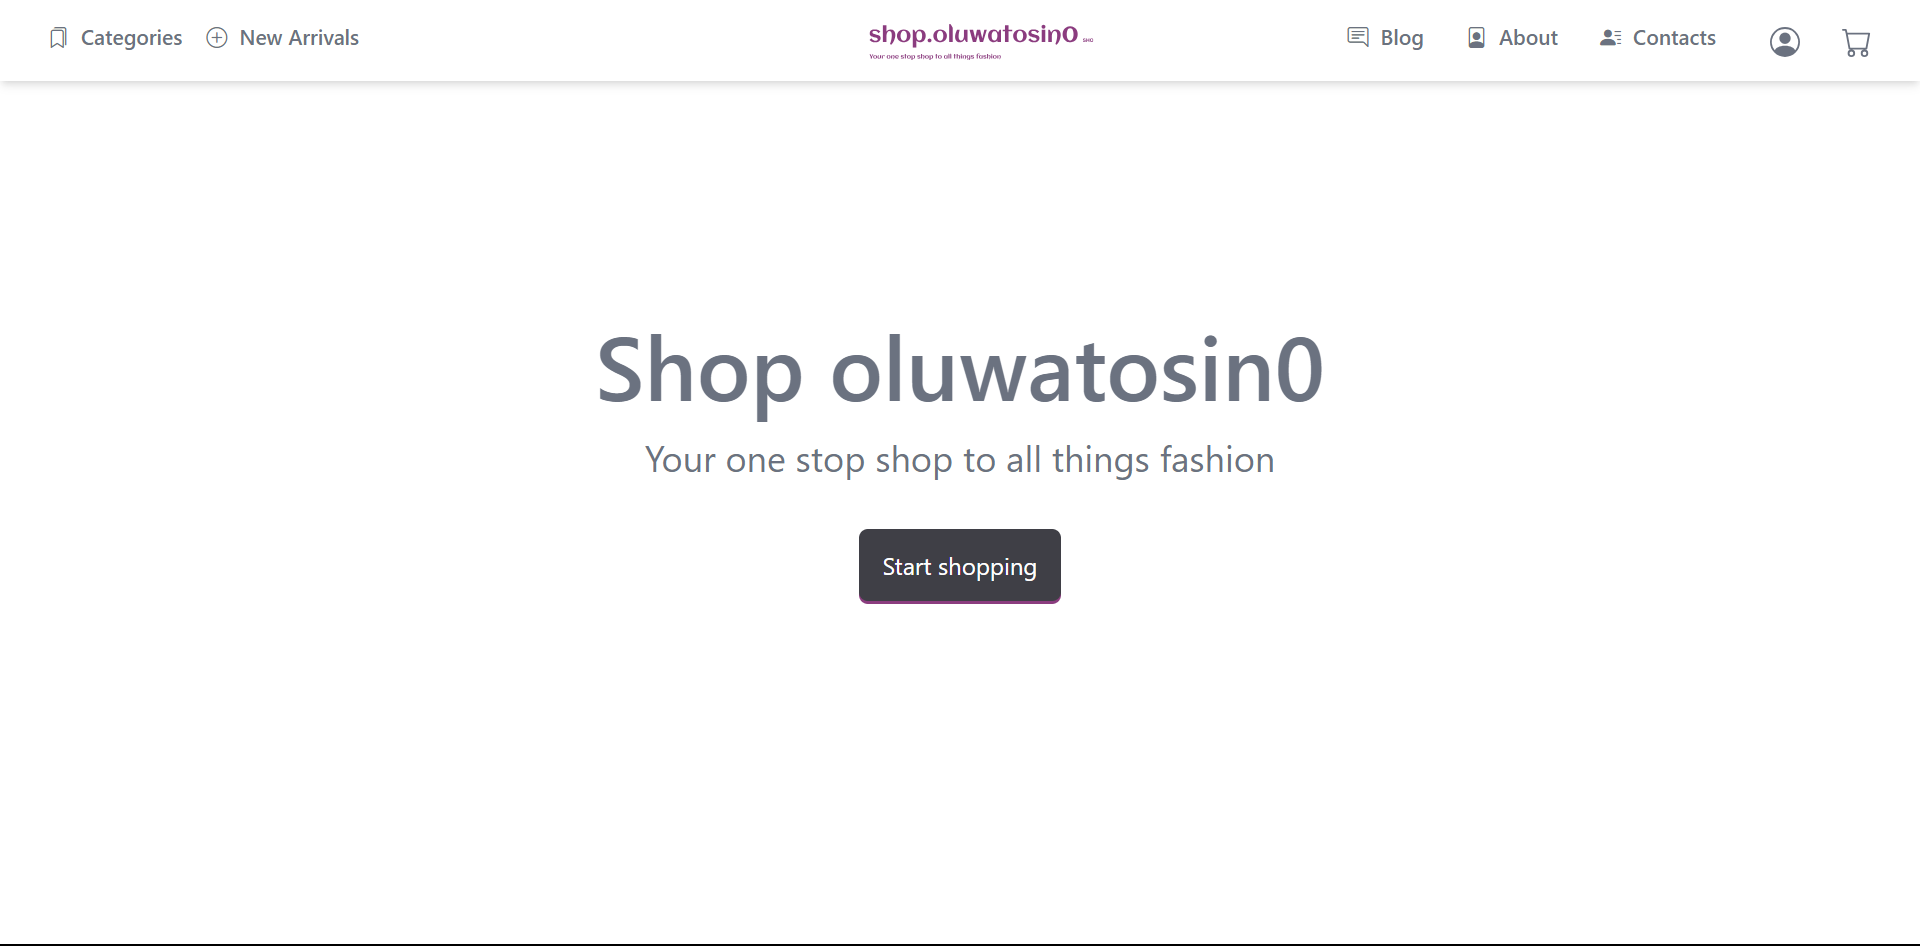 Categories New Arrivals
shop.oluwatosin0 SHO
Your one stop shop to all things fashion
Blog About Contacts
Shop oluwatosin0
Your one stop shop to all things fashion
Start shopping